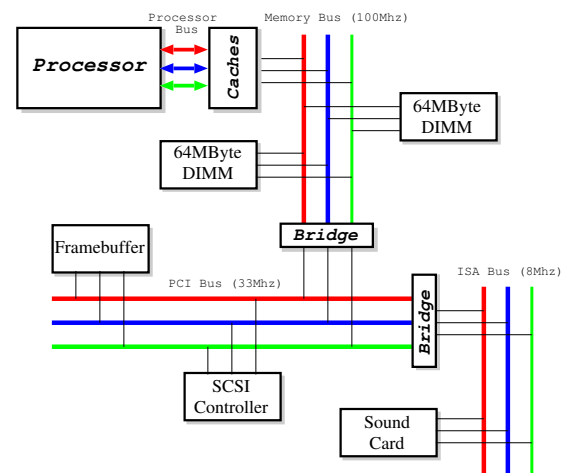 Processor
Bus
Memory Bus (100Mhz)
Processor
Caches
64MByte
DIMM
64MByte
DIMM
Bridge
Framebuffer
PCI Bus (33Mhz)
ISA Bus (8Mhz)
Bridge
SCSI
Controller
Sound
Card